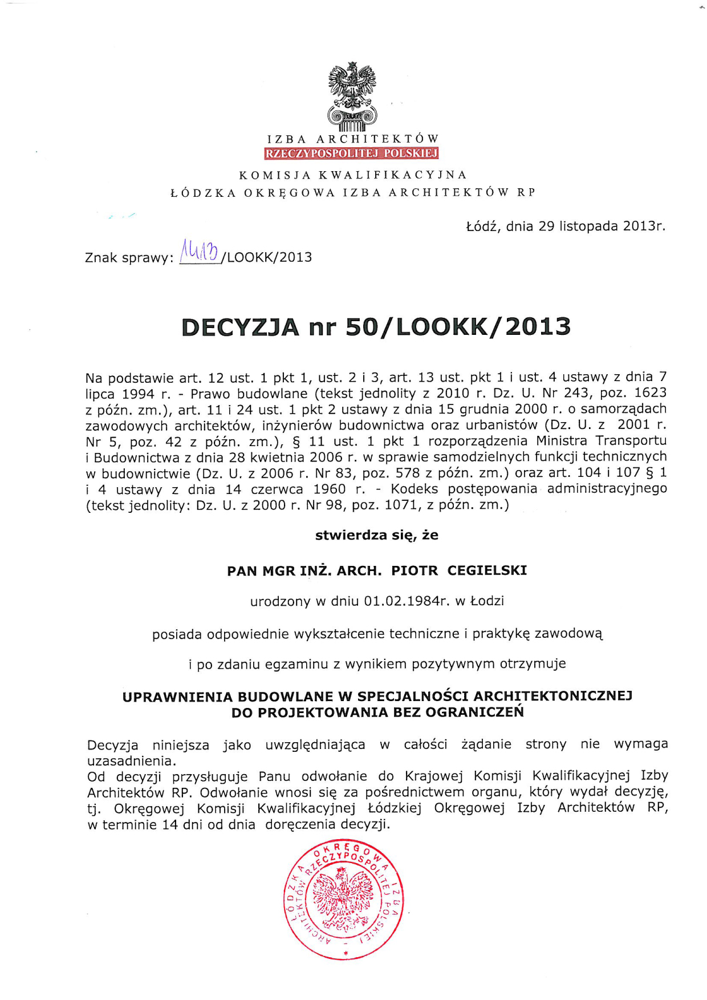 IZBA ARCHITEKTÓW
RZECZYPOSPOLITEJ POLSKIEJ
KOMISJA KWALIFIKACYJNA
ŁÓDZKA OKRĘGOWA IZBA ARCHITEKTÓW RP
Łódź, dnia 29 listopada 2013r.
Znak sprawy: /LOOKK/2013
DECYZJA nr 50/LOOKK/2013
Na podstawie art. 12 ust. 1 pkt 1, ust. 2 i 3, art. 13 ust. pkt 1 i ust. 4 ustawy z dnia 7
lipca 1994 r. - Prawo budowlane (tekst jednolity z 2010 r. Dz. U. Nr 243, poz. 1623
z późn. zm.), art. 11 i 24 ust. 1 pkt 2 ustawy z dnia 15 grudnia 2000 r. o samorządach
zawodowych architektów, inżynierów budownictwa oraz urbanistów (Dz. U. z 2001 r.
Nr 5, poz. 42 z późn. zm.), § 11 ust. 1 pkt 1 rozporządzenia Ministra Transportu
i Budownictwa z dnia 28 kwietnia 2006 r. w sprawie samodzielnych funkcji technicznych
w budownictwie (Dz. U. z 2006 r. Nr 83, poz. 578 z późn. zm.) oraz art. 104 i 107 § 1
i 4 ustawy z dnia 14 czerwca 1960 r. - Kodeks postępowania administracyjnego
(tekst jednolity: Dz. U. z 2000 r. Nr 98, poz. 1071, z późn. zm.)
stwierdza się, że
PAN MGR INŻ. ARCH. PIOTR CEGIELSKI
urodzony w dniu 01.02.1984r. w Łodzi
posiada odpowiednie wykształcenie techniczne i praktykę zawodową
i po zdaniu egzaminu z wynikiem pozytywnym otrzymuje
UPRAWNIENIA BUDOWLANE W SPECJALNOŚCI ARCHITEKTONICZNEJ
DO PROJEKTOWANIA BEZ OGRANICZEŃ
Decyzja niniejsza jako uwzględniająca w całości żądanie strony nie wymaga
uzasadnienia.
Od decyzji przysługuje Panu odwołanie do Krajowej Komisji Kwalifikacyjnej Izby
Architektów RP. Odwołanie wnosi się za pośrednictwem organu, który wydał decyzję,
tj. Okręgowej Komisji Kwalifikacyjnej Łódzkiej Okręgowej Izby Architektów RP,
w terminie 14 dni od dnia doręczenia decyzji.
ŁÓDZKA OKRĘGOWA IZBA
ARCHITEKTÓW RZECZYPOSPOLITEJ POLSKIEJ